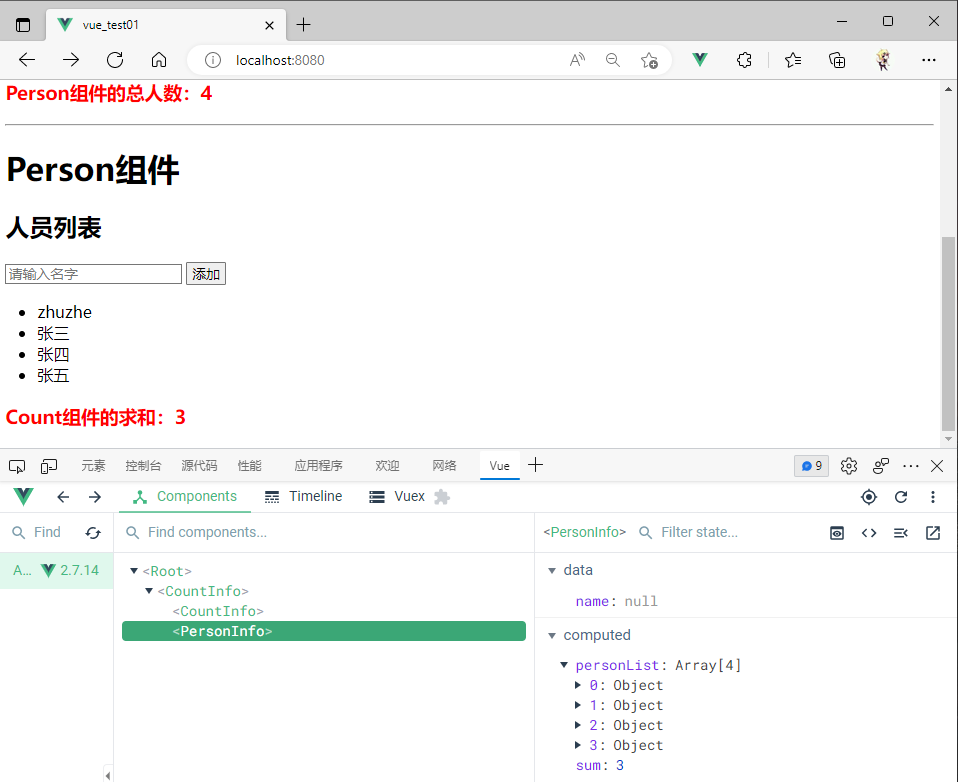 vue_test01
localhost:8080
Person组件的总人数：4
Person组件
人员列表
请输入名字 添加
zhuzhe
张三
张四
张五
Count组件的求和：3
元素 控制台 源代码 性能 应用程序 欢迎 网络 Vue 9
Components Timeline Vuex
Find Find components... <PersonInfo> Filter state...
A... 2.7.14
<Root>
<CountInfo>
<CountInfo>
<PersonInfo>
data
name: null
computed
personList: Array[4]
0: Object
1: Object
2: Object
3: Object
sum: 3